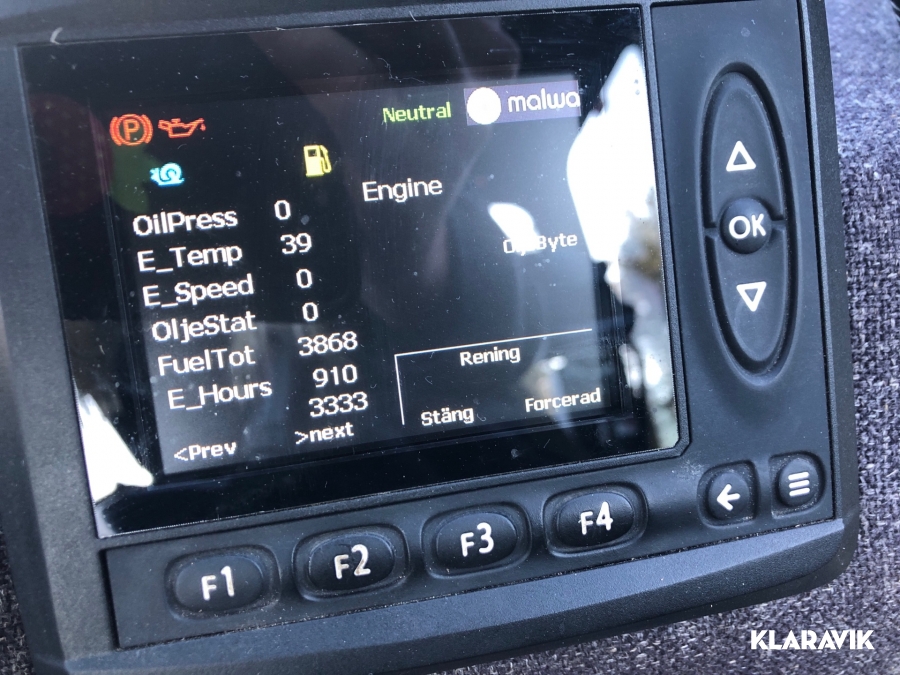 Neutral malwa
Engine
OilPress 0
E_Temp 39
Byte
E_Speed 0
OljeStat 0
FuelTot 3868
E_Hours 910
3333
Rening
Stäng Forcerad
<Prev >next
OK
F1 F2 F3 F4
KLARAVIK